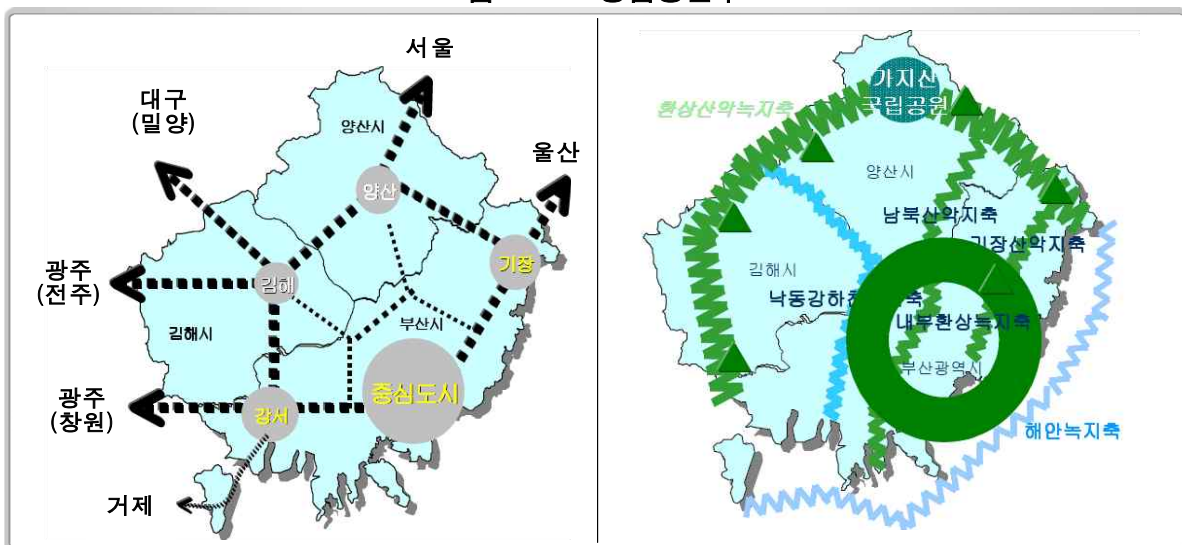 서울
대구
(밀양)
양산시
울산
양산
기장
광주
(전주)
김해
김해시
부산시
중심도시
광주
(창원)
강서
거제
가지산
국립공원
환상산악녹지축
양산시
남북산악지축
기장산악지축
김해시
낙동강하
내부환상녹지축
부산광역시
해안녹지축